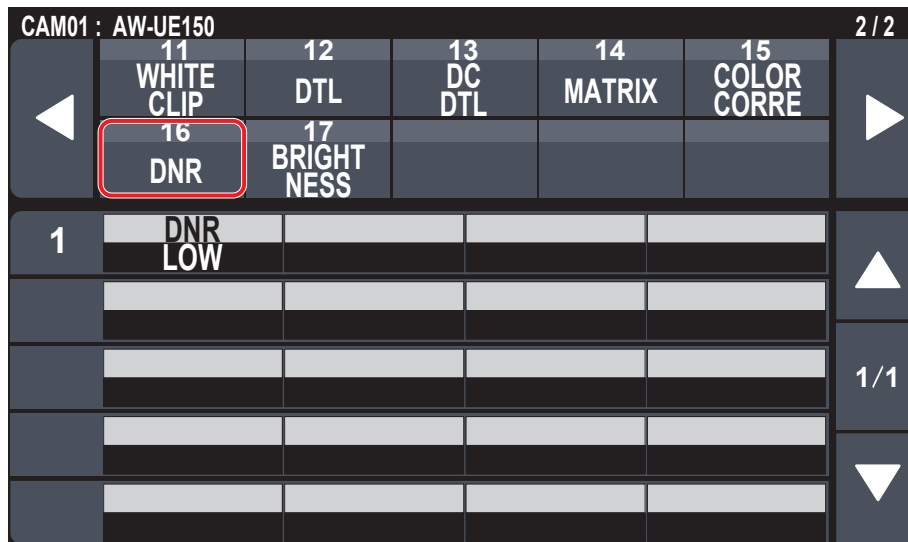 CAM01 : AW-UE150 2 / 2
11 12 13 14 15
WHITE CLIP DTL DC DTL MATRIX COLOR CORRE
16 17
DNR BRIGHT NESS
1 DNR
LOW
1/1